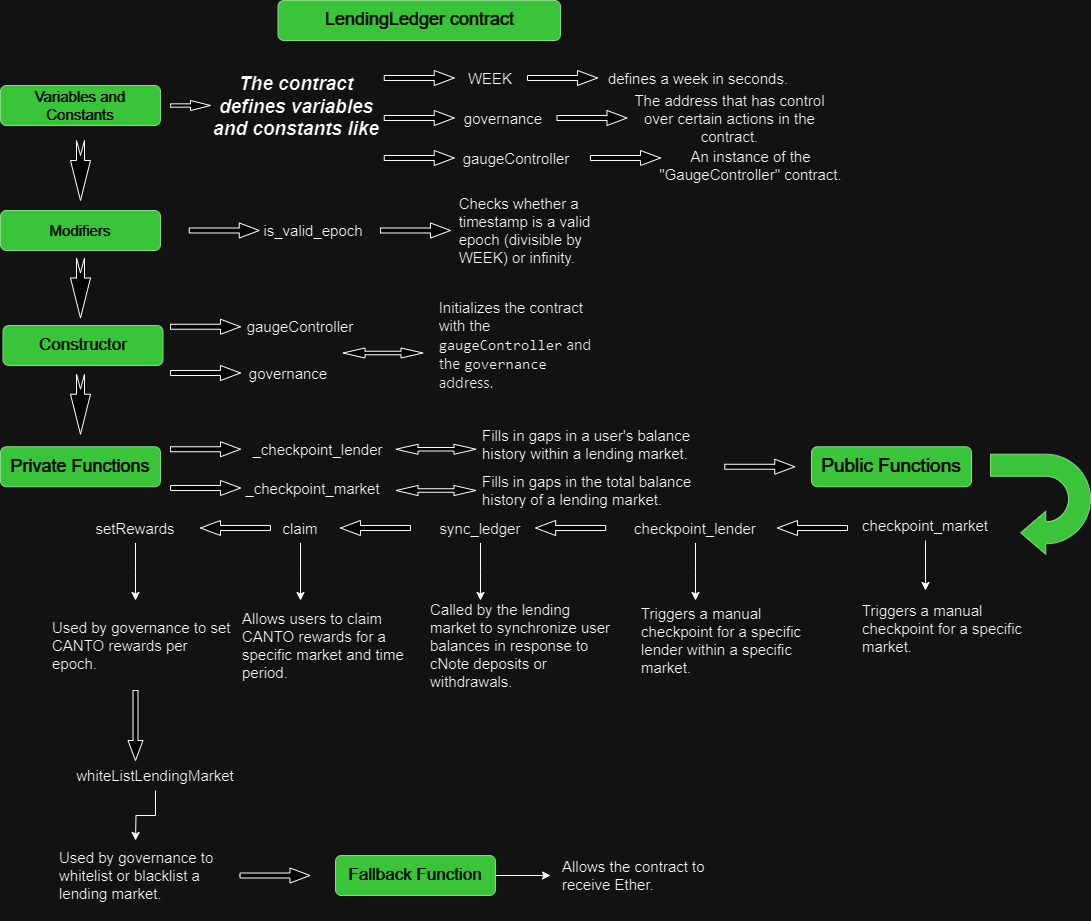 LendingLedger contract
Variables and
Constants
The contract
defines variables
and constants like
WEEK
defines a week in seconds.
governance
The address that has control
over certain actions in the
contract.
gaugeController
An instance of the
"GaugeController" contract.
Modifiers
is_valid_epoch
Checks whether a
timestamp is a valid
epoch (divisible by
WEEK) or infinity.
Constructor
gaugeController
governance
Initializes the contract
with the
gaugeController and
the governance
address.
Private Functions
_checkpoint_lender
Fills in gaps in a user's balance
history within a lending market.
_checkpoint_market
Fills in gaps in the total balance
history of a lending market.
Public Functions
checkpoint_market
Triggers a manual
checkpoint for a specific
market.
checkpoint_lender
Triggers a manual
checkpoint for a specific
lender within a specific
market.
sync_ledger
Called by the lending
market to synchronize user
balances in response to
cNote deposits or
withdrawals.
claim
Allows users to claim
CANTO rewards for a
specific market and time
period.
setRewards
Used by governance to set
CANTO rewards per
epoch.
whiteListLendingMarket
Used by governance to
whitelist or blacklist a
lending market.
Fallback Function
Allows the contract to
receive Ether.